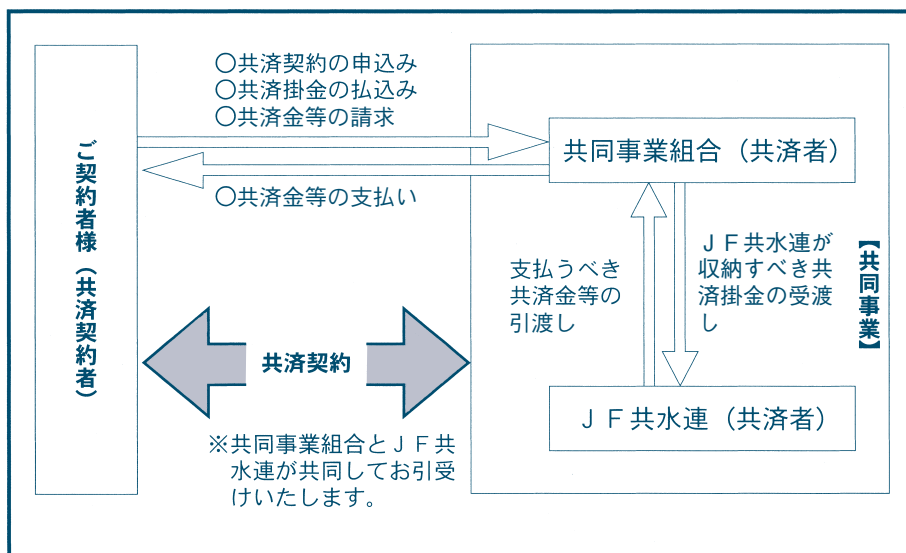 ご契約者様（共済契約者）
○共済契約の申込み
○共済掛金の払込み
○共済金等の請求
○共済金等の支払い
共同事業組合（共済者）
支払うべき
共済金等の
引渡し
ＪＦ共水連が
収納すべき共
済掛金の受渡
し
【共同事業】
共済契約
ＪＦ共水連（共済者）
※共同事業組合とＪＦ共
水連が共同してお引受
けいたします。